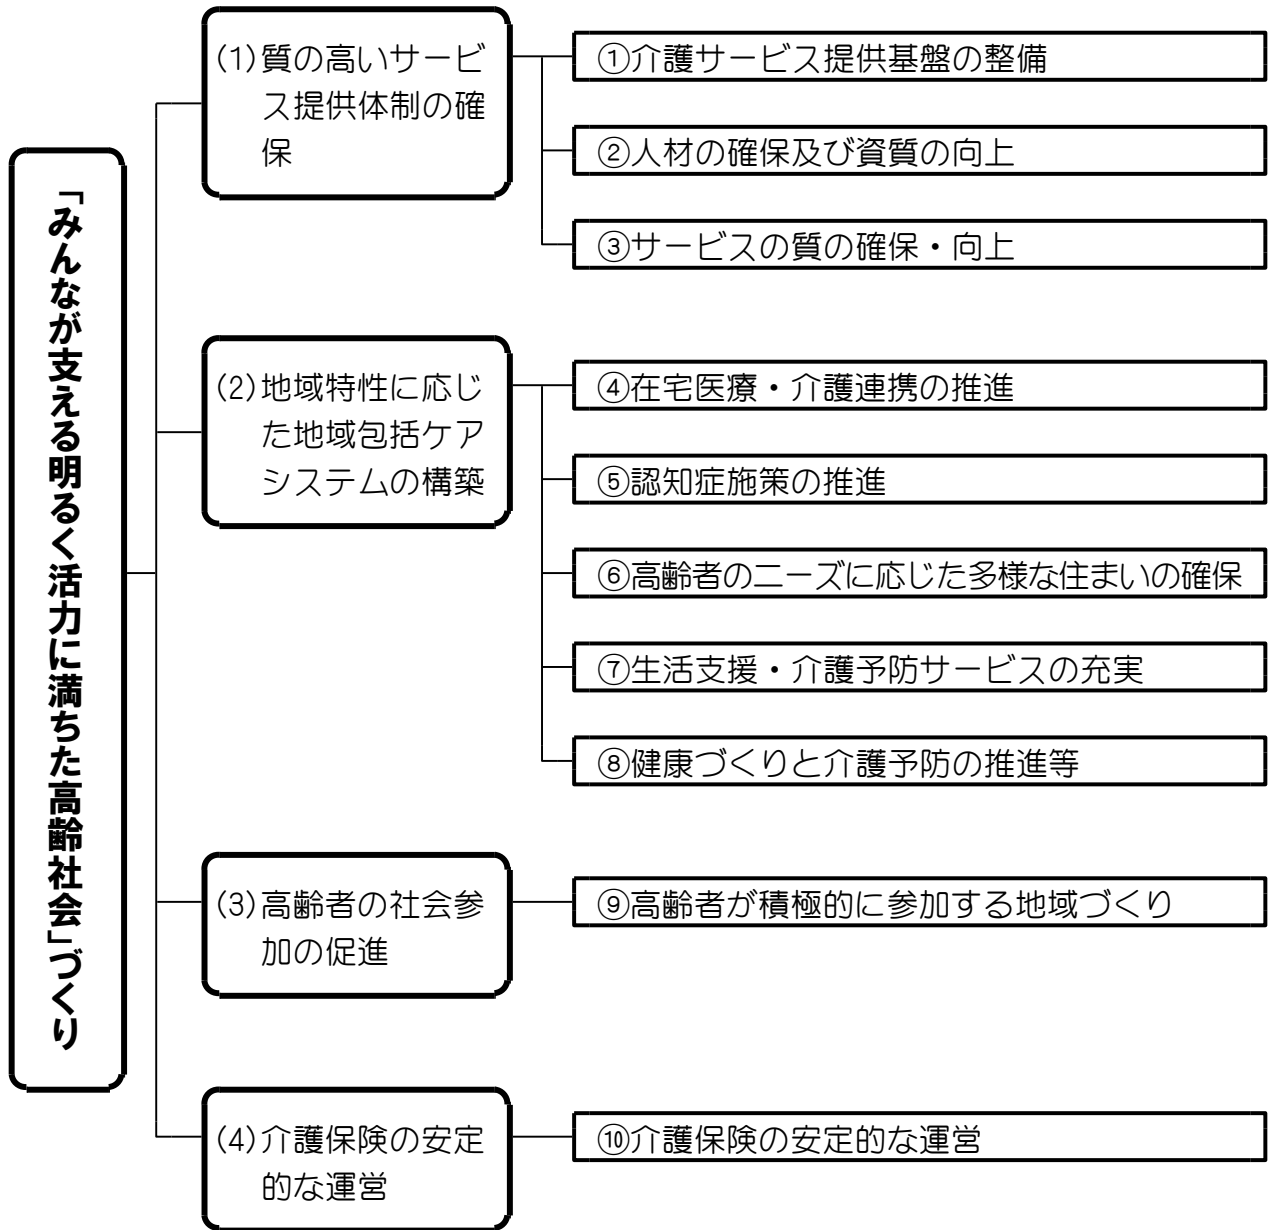 「みんなが支える明るく活力に満ちた高齢社会」づくり
(1)質の高いサービ
ス提供体制の確
保
①介護サービス提供基盤の整備
②人材の確保及び資質の向上
③サービスの質の確保・向上
(2)地域特性に応じ
た地域包括ケア
システムの構築
④在宅医療・介護連携の推進
⑤認知症施策の推進
⑥高齢者のニーズに応じた多様な住まいの確保
⑦生活支援・介護予防サービスの充実
⑧健康づくりと介護予防の推進等
(3)高齢者の社会参
加の促進
⑨高齢者が積極的に参加する地域づくり
(4)介護保険の安定
的な運営
⑩介護保険の安定的な運営